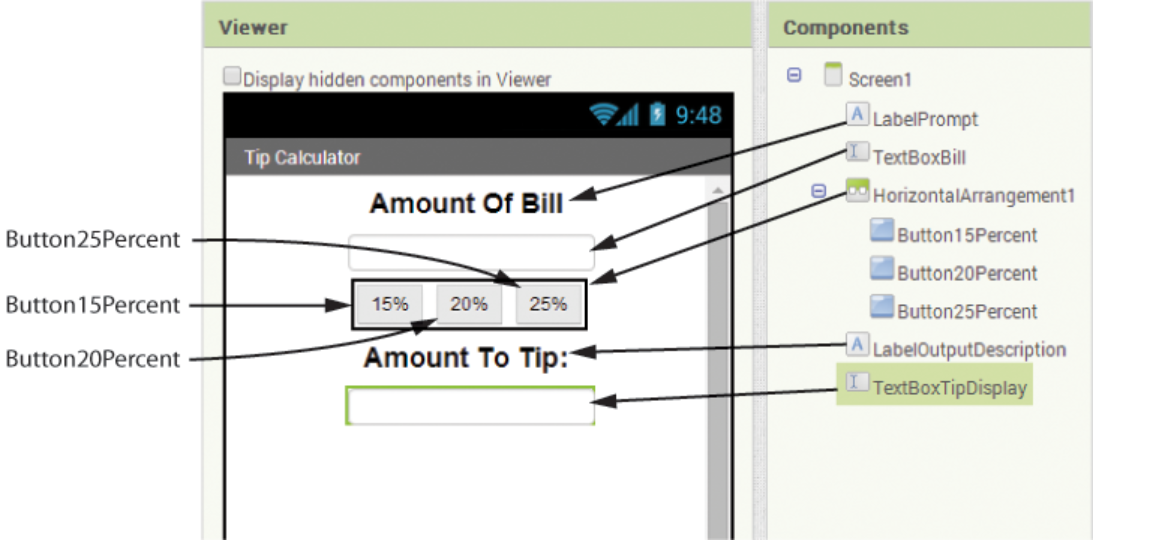 Viewer
Display hidden components in Viewer
9:48
Tip Calculator
Amount Of Bill
Button25Percent
Button15Percent
Button20Percent
15% 20% 25%
Amount To Tip:
Components
Screen1
A LabelPrompt
TextBoxBill
HorizontalArrangement1
Button15Percent
Button20Percent
Button25Percent
A LabelOutputDescription
TextBoxTipDisplay